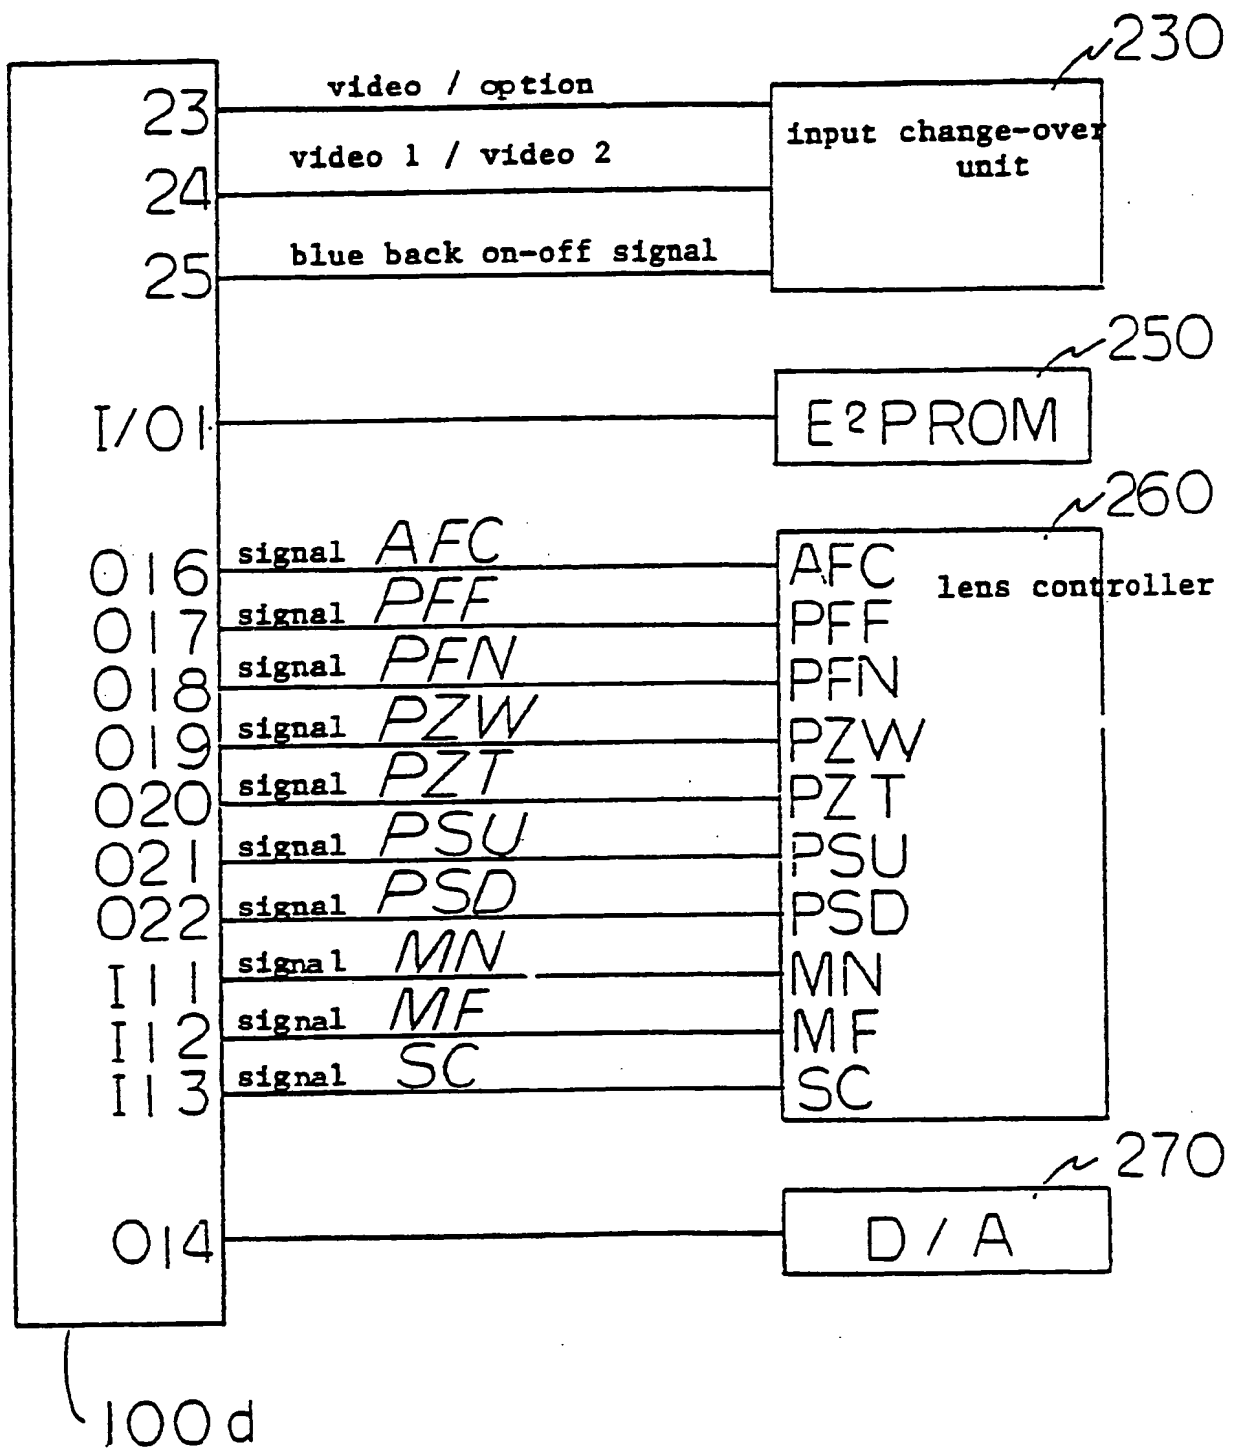 230
23 video / option
input change-over
unit
24 video 1 / video 2
25 blue back on-off signal
250
I/O1 E²PROM
260
lens controller
O16 signal AFC AFC
O17 signal PFF PFF
O18 signal PFN PFN
O19 signal PZW PZW
O20 signal PZT PZT
O21 signal PSU PSU
O22 signal PSD PSD
I11 signal MN MN
I12 signal MF MF
I13 signal SC SC
270
O14 D/A
100d